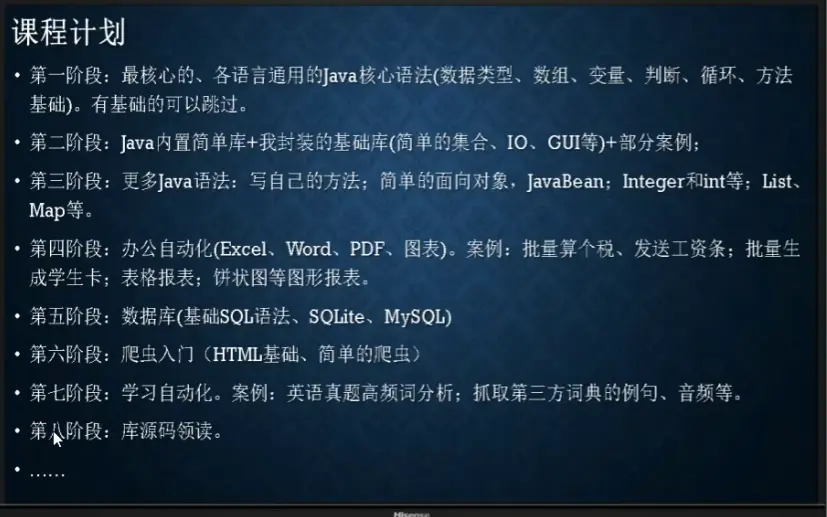 课程计划
• 第一阶段：最核心的、各语言通用的Java核心语法(数据类型、数组、变量、判断、循环、方法
基础)。有基础的可以跳过。
• 第二阶段：Java内置简单库+我封装的基础库(简单的集合、IO、GUI等)+部分案例；
• 第三阶段：更多Java语法：写自己的方法；简单的面向对象，JavaBean；Integer和int等；List、
Map等。
• 第四阶段：办公自动化(Excel、Word、PDF、图表)。案例：批量算个税、发送工资条；批量生
成学生卡；表格报表；饼状图等图形报表。
• 第五阶段：数据库(基础SQL语法、SQLite、MySQL)
• 第六阶段：爬虫入门（HTML基础、简单的爬虫）
• 第七阶段：学习自动化。案例：英语真题高频词分析；抓取第三方词典的例句、音频等。
• 第八阶段：库源码领读。
• ……
Hisense